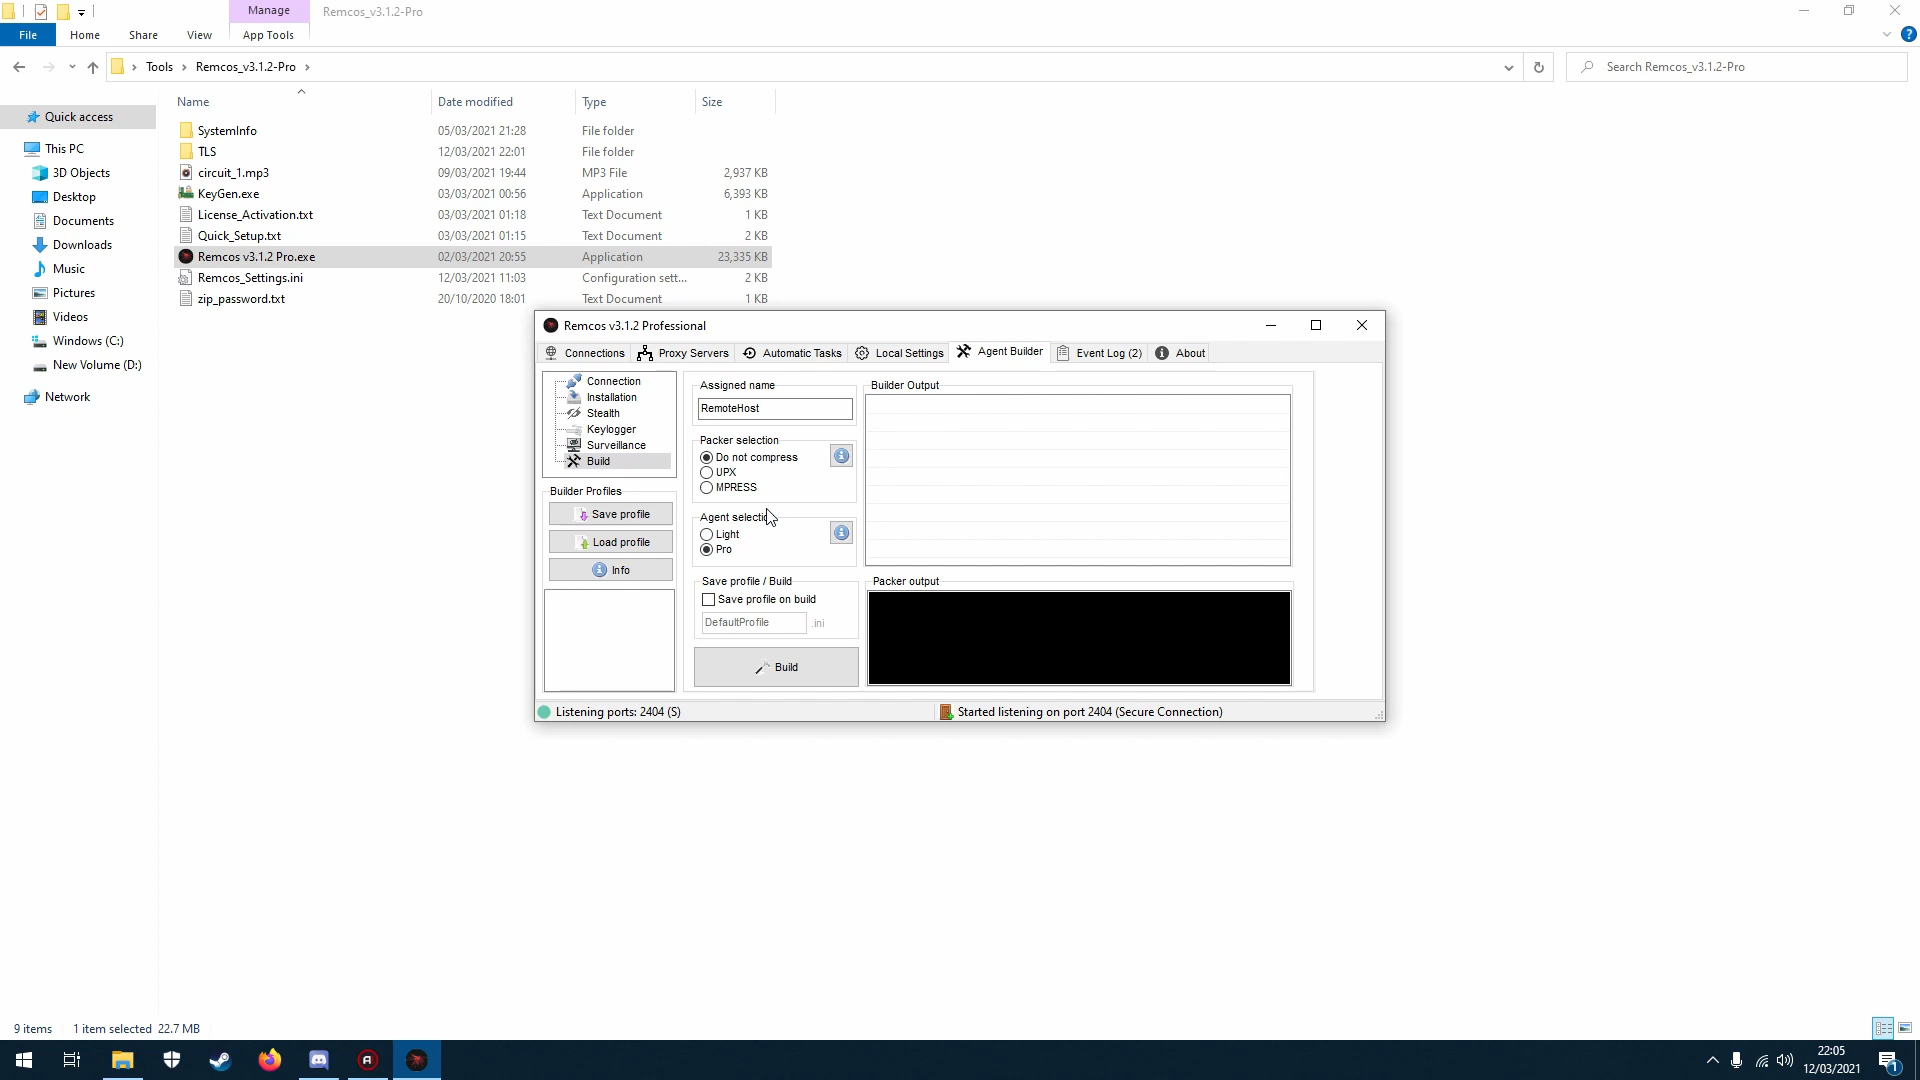 Manage
Remcos_v3.1.2-Pro
File
Home
Share
View
App Tools
Tools
Remcos_v3.1.2-Pro
Search Remcos_v3.1.2-Pro
Name
Date modified
Type
Size
Quick access
This PC
3D Objects
Desktop
Documents
Downloads
Music
Pictures
Videos
Windows (C:)
New Volume (D:)
Network
SystemInfo 05/03/2021 21:28 File folder
TLS 12/03/2021 22:01 File folder
circuit_1.mp3 09/03/2021 19:44 MP3 File 2,937 KB
KeyGen.exe 03/03/2021 00:56 Application 6,393 KB
License_Activation.txt 03/03/2021 01:18 Text Document 1 KB
Quick_Setup.txt 03/03/2021 01:15 Text Document 2 KB
Remcos v3.1.2 Pro.exe 02/03/2021 20:55 Application 23,335 KB
Remcos_Settings.ini 12/03/2021 11:03 Configuration sett... 2 KB
zip_password.txt 20/10/2020 18:01 Text Document 1 KB
Remcos v3.1.2 Professional
Connections
Proxy Servers
Automatic Tasks
Local Settings
Agent Builder
Event Log (2)
About
Connection
Installation
Stealth
Keylogger
Surveillance
Build
Builder Profiles
Save profile
Load profile
Info
Assigned name
RemoteHost
Packer selection
Do not compress
UPX
MPRESS
Agent selectio
Light
Pro
Save profile / Build
Save profile on build
DefaultProfile .ini
Build
Builder Output
Packer output
Listening ports: 2404 (S)
Started listening on port 2404 (Secure Connection)
9 items
1 item selected 22.7 MB
22:05
12/03/2021
1